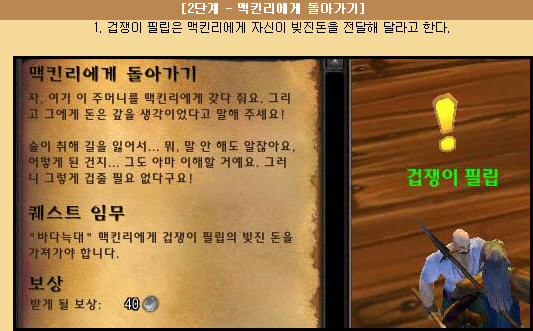 [2단계 - 맥킨리에게 돌아가기]
1. 겁쟁이 필립은 맥킨리에게 자신이 빚진돈을 전달해 달라고 한다.
맥킨리에게 돌아가기
자, 여기 이 주머니를 맥킨리에게 갖다 줘요. 그리
고 그에게 돈은 갚을 생각이었다고 말해 주세요!
술이 취해 길을 잃어서... 뭐, 말 안 해도 알잖아요,
어떻게 된 건지... 그도 아마 이해할 거예요. 그러
니 그렇게 겁줄 필요 없다구요!
퀘스트 임무
"바다늑대" 맥킨리에게 겁쟁이 필립의 빚진 돈을
가져가야 합니다.
보상
받게 될 보상: 40
겁쟁이 필립